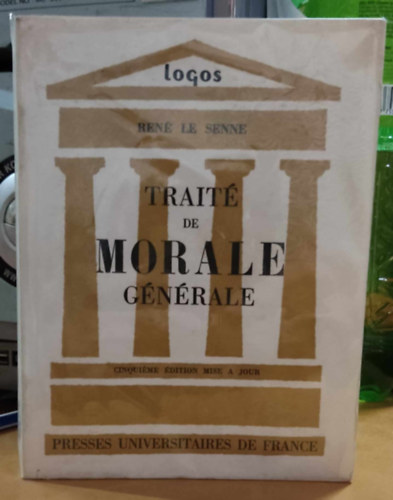 logos
RENÉ LE SENNE
TRAITÉ
DE
MORALE
GÉNÉRALE
CINQUIÈME ÉDITION MISE A JOUR
PRESSES UNIVERSITAIRES DE FRANCE